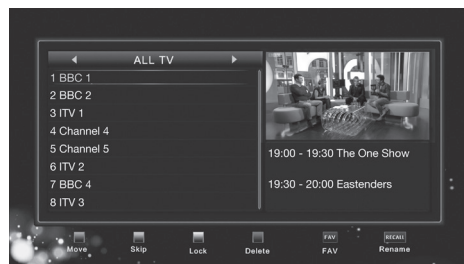 ALL TV
1 BBC 1
2 BBC 2
3 ITV 1
4 Channel 4
5 Channel 5
6 ITV 2
7 BBC 4
8 ITV 3
19:00 - 19:30 The One Show
19:30 - 20:00 Eastenders
FAV RECALL
Move Skip Lock Delete FAV Rename